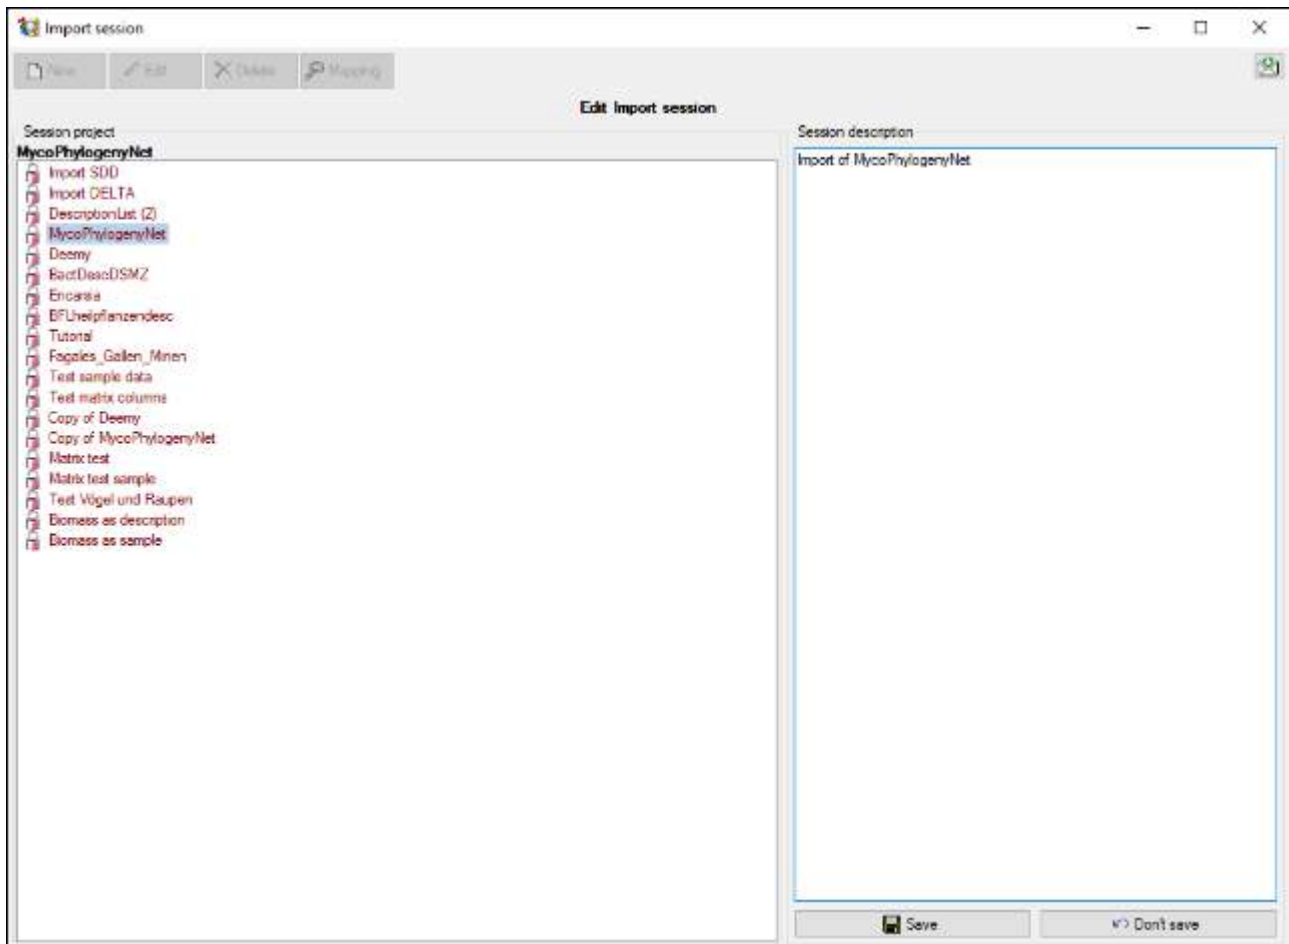 Import session
New Edit Delete Mapping
Edit Import session
Session project
MycoPhylogenyNet
Import SDD
Import DELTA
DescriptionList (2)
MycoPhylogenyNet
Deemy
BactDescDSMZ
Encarsia
BFLheilpflanzendesc
Tutorial
Fagales_Gallen_Minen
Test sample data
Test matrix columns
Copy of Deemy
Copy of MycoPhylogenyNet
Matrix test
Matrix test sample
Test Vögel und Raupen
Biomass as description
Biomass as sample
Session description
Import of MycoPhylogenyNet
Save
Don't save